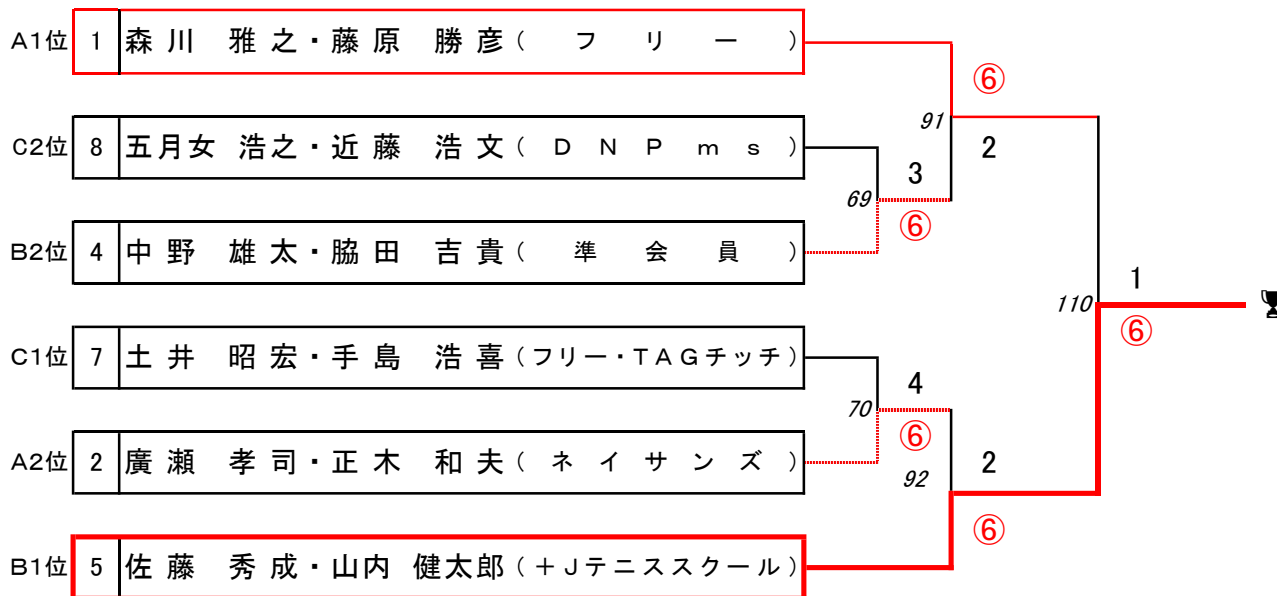 A1位 1 森川 雅之・藤原 勝彦(フリー)
⑥
91
2
C2位 8 五月女 浩之・近藤 浩文(DNPms)
3
69
⑥
B2位 4 中野 雄太・脇田 吉貴(準会員)
1
110
⑥
C1位 7 土井 昭宏・手島 浩喜(フリー・TAGチッチ)
4
70
⑥
A2位 2 廣瀬 孝司・正木 和夫(ネイサンズ)
2
92
⑥
B1位 5 佐藤 秀成・山内 健太郎(+Jテニススクール)